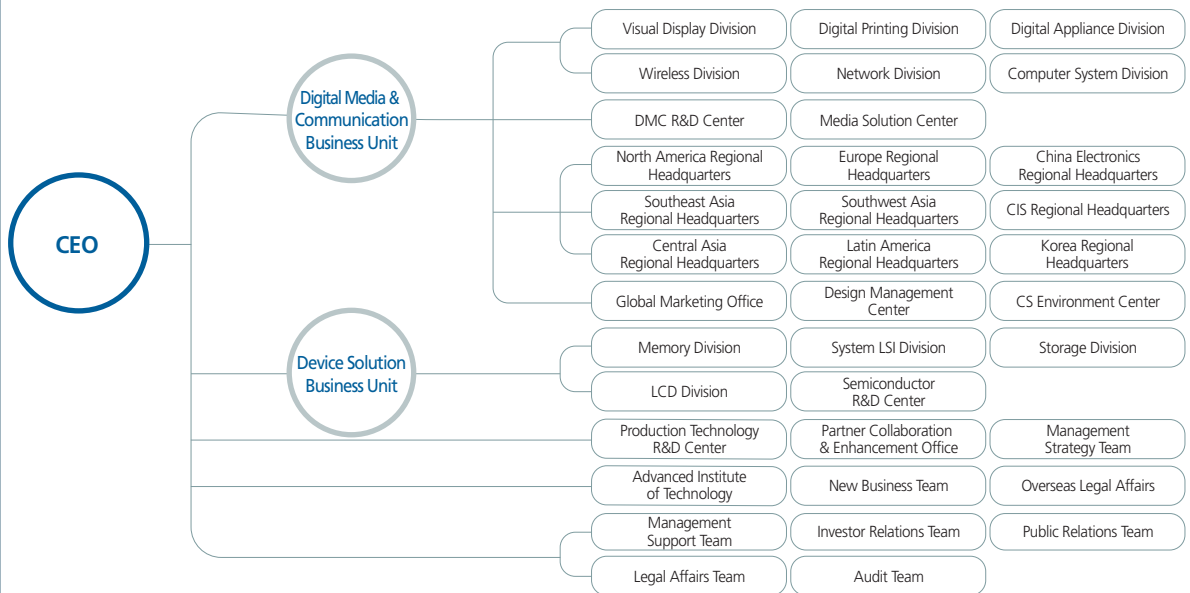 Visual Display Division
Digital Printing Division
Digital Appliance Division
Wireless Division
Network Division
Computer System Division
Digital Media &
Communication
Business Unit
DMC R&D Center
Media Solution Center
North America Regional
Headquarters
Europe Regional
Headquarters
China Electronics
Regional Headquarters
Southeast Asia
Regional Headquarters
Southwest Asia
Regional Headquarters
CIS Regional Headquarters
CEO
Central Asia
Regional Headquarters
Latin America
Regional Headquarters
Korea Regional
Headquarters
Global Marketing Office
Design Management
Center
CS Environment Center
Device Solution
Business Unit
Memory Division
System LSI Division
Storage Division
LCD Division
Semiconductor
R&D Center
Production Technology
R&D Center
Partner Collaboration
& Enhancement Office
Management
Strategy Team
Advanced Institute
of Technology
New Business Team
Overseas Legal Affairs
Management
Support Team
Investor Relations Team
Public Relations Team
Legal Affairs Team
Audit Team